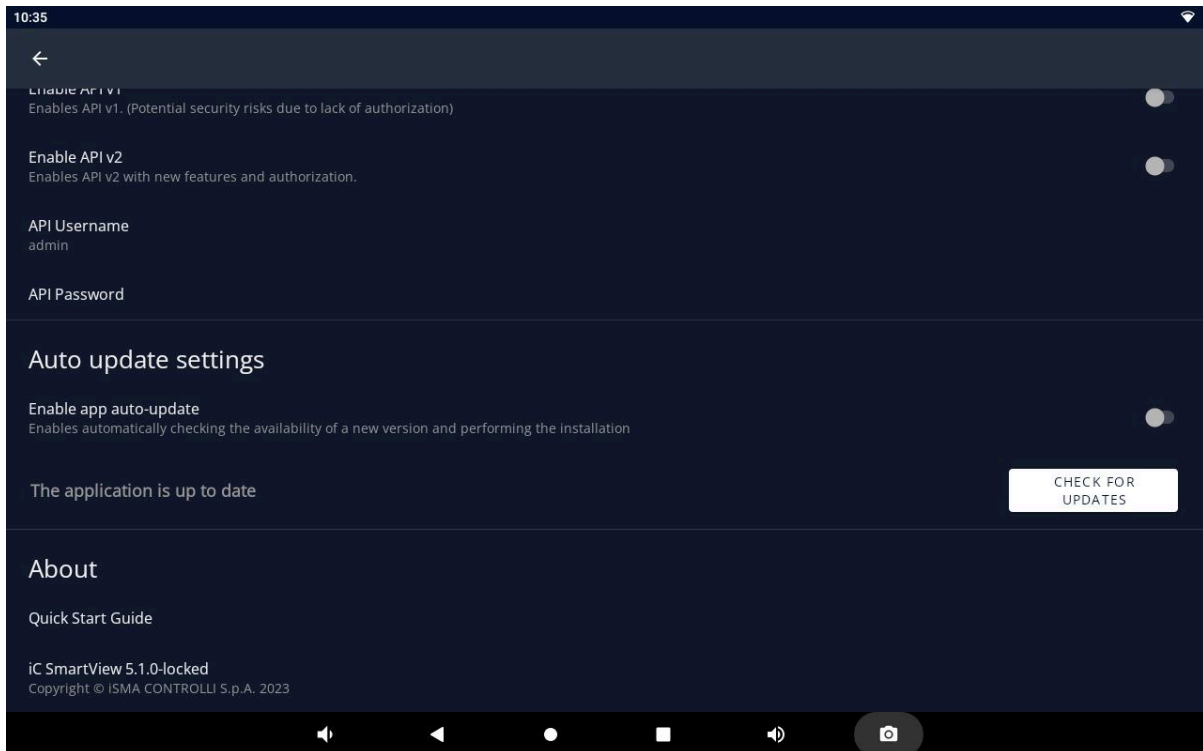 10:35
Enable API v1
Enables API v1. (Potential security risks due to lack of authorization)
Enable API v2
Enables API v2 with new features and authorization.
API Username
admin
API Password
Auto update settings
Enable app auto-update
Enables automatically checking the availability of a new version and performing the installation
The application is up to date
CHECK FOR
UPDATES
About
Quick Start Guide
iC SmartView 5.1.0-locked
Copyright © iSMA CONTROLLI S.p.A. 2023